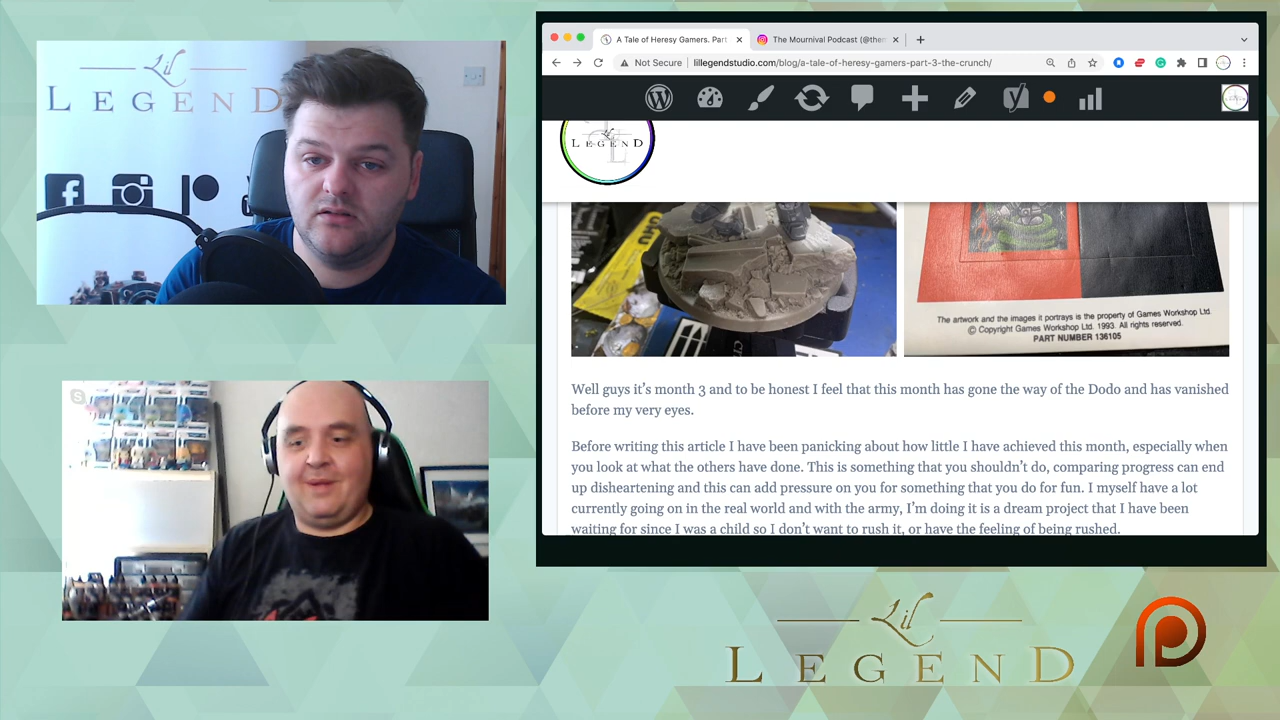 Lil
LEGEND
A Tale of Heresy Gamers. Part
The Mournival Podcast (@them
Not Secure
lillegendstudio.com/blog/a-tale-of-heresy-gamers-part-3-the-crunch/
LEGEND
The artwork and the images it portrays is the property of Games Workshop Ltd.
© Copyright Games Workshop Ltd. 1993. All rights reserved.
PART NUMBER 136105
Well guys it's month 3 and to be honest I feel that this month has gone the way of the Dodo and has vanished
before my very eyes.
Before writing this article I have been panicking about how little I have achieved this month, especially when
you look at what the others have done. This is something that you shouldn't do, comparing progress can end
up disheartening and this can add pressure on you for something that you do for fun. I myself have a lot
currently going on in the real world and with the army, I'm doing it is a dream project that I have been
waiting for since I was a child so I don't want to rush it, or have the feeling of being rushed.
Lil
LEGEND